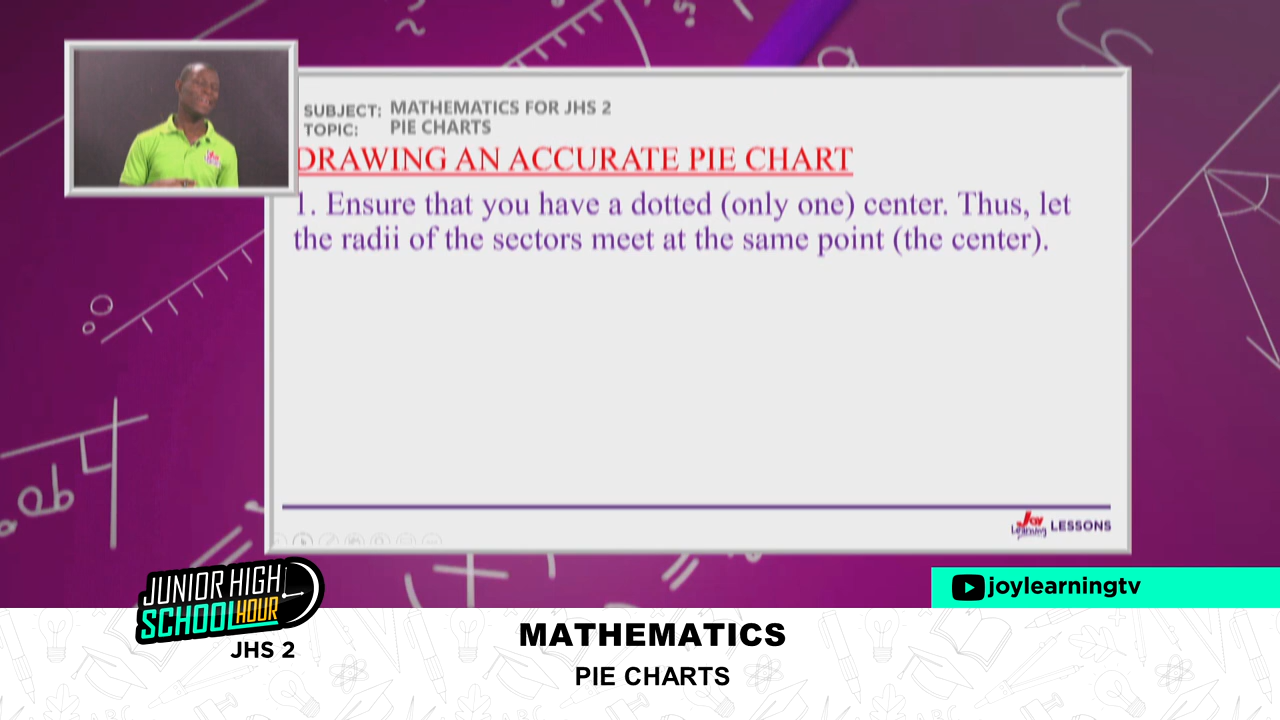 SUBJECT: MATHEMATICS FOR JHS 2
TOPIC: PIE CHARTS
DRAWING AN ACCURATE PIE CHART
1. Ensure that you have a dotted (only one) center. Thus, let
the radii of the sectors meet at the same point (the center).
Joy Learning LESSONS
joylearningtv
JUNIOR HIGH
SCHOOL HOUR
JHS 2
MATHEMATICS
PIE CHARTS